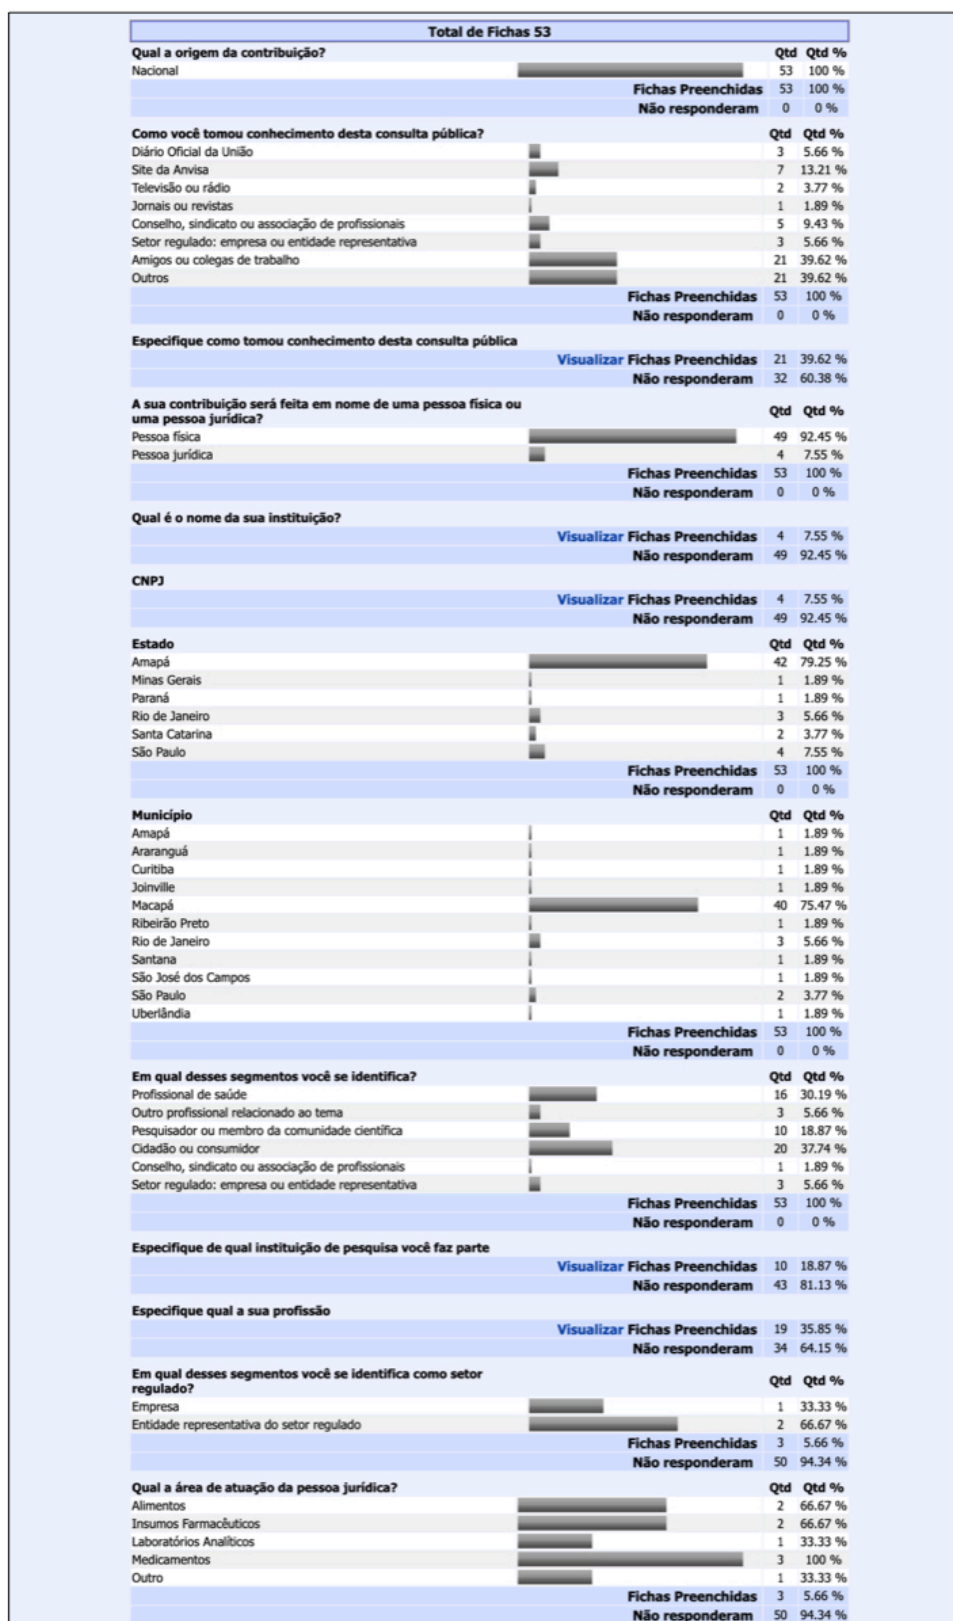 Total de Fichas 53
Qual a origem da contribuição? Qtd Qtd %
Nacional 53 100 %
Fichas Preenchidas 53 100 %
Não responderam 0 0 %
Como você tomou conhecimento desta consulta pública? Qtd Qtd %
Diário Oficial da União 3 5.66 %
Site da Anvisa 7 13.21 %
Televisão ou rádio 2 3.77 %
Jornais ou revistas 1 1.89 %
Conselho, sindicato ou associação de profissionais 5 9.43 %
Setor regulado: empresa ou entidade representativa 3 5.66 %
Amigos ou colegas de trabalho 21 39.62 %
Outros 21 39.62 %
Fichas Preenchidas 53 100 %
Não responderam 0 0 %
Especifique como tomou conhecimento desta consulta pública
Visualizar Fichas Preenchidas 21 39.62 %
Não responderam 32 60.38 %
A sua contribuição será feita em nome de uma pessoa física ou
uma pessoa jurídica? Qtd Qtd %
Pessoa física 49 92.45 %
Pessoa jurídica 4 7.55 %
Fichas Preenchidas 53 100 %
Não responderam 0 0 %
Qual é o nome da sua instituição?
Visualizar Fichas Preenchidas 4 7.55 %
Não responderam 49 92.45 %
CNPJ
Visualizar Fichas Preenchidas 4 7.55 %
Não responderam 49 92.45 %
Estado Qtd Qtd %
Amapá 42 79.25 %
Minas Gerais 1 1.89 %
Paraná 1 1.89 %
Rio de Janeiro 3 5.66 %
Santa Catarina 2 3.77 %
São Paulo 4 7.55 %
Fichas Preenchidas 53 100 %
Não responderam 0 0 %
Município Qtd Qtd %
Amapá 1 1.89 %
Araranguá 1 1.89 %
Curitiba 1 1.89 %
Joinville 1 1.89 %
Macapá 40 75.47 %
Ribeirão Preto 1 1.89 %
Rio de Janeiro 3 5.66 %
Santana 1 1.89 %
São José dos Campos 1 1.89 %
São Paulo 2 3.77 %
Uberlândia 1 1.89 %
Fichas Preenchidas 53 100 %
Não responderam 0 0 %
Em qual desses segmentos você se identifica? Qtd Qtd %
Profissional de saúde 16 30.19 %
Outro profissional relacionado ao tema 3 5.66 %
Pesquisador ou membro da comunidade científica 10 18.87 %
Cidadão ou consumidor 20 37.74 %
Conselho, sindicato ou associação de profissionais 1 1.89 %
Setor regulado: empresa ou entidade representativa 3 5.66 %
Fichas Preenchidas 53 100 %
Não responderam 0 0 %
Especifique de qual instituição de pesquisa você faz parte
Visualizar Fichas Preenchidas 10 18.87 %
Não responderam 43 81.13 %
Especifique qual a sua profissão
Visualizar Fichas Preenchidas 19 35.85 %
Não responderam 34 64.15 %
Em qual desses segmentos você se identifica como setor
regulado? Qtd Qtd %
Empresa 1 33.33 %
Entidade representativa do setor regulado 2 66.67 %
Fichas Preenchidas 3 5.66 %
Não responderam 50 94.34 %
Qual a área de atuação da pessoa jurídica? Qtd Qtd %
Alimentos 2 66.67 %
Insumos Farmacêuticos 2 66.67 %
Laboratórios Analíticos 1 33.33 %
Medicamentos 3 100 %
Outro 1 33.33 %
Fichas Preenchidas 3 5.66 %
Não responderam 50 94.34 %